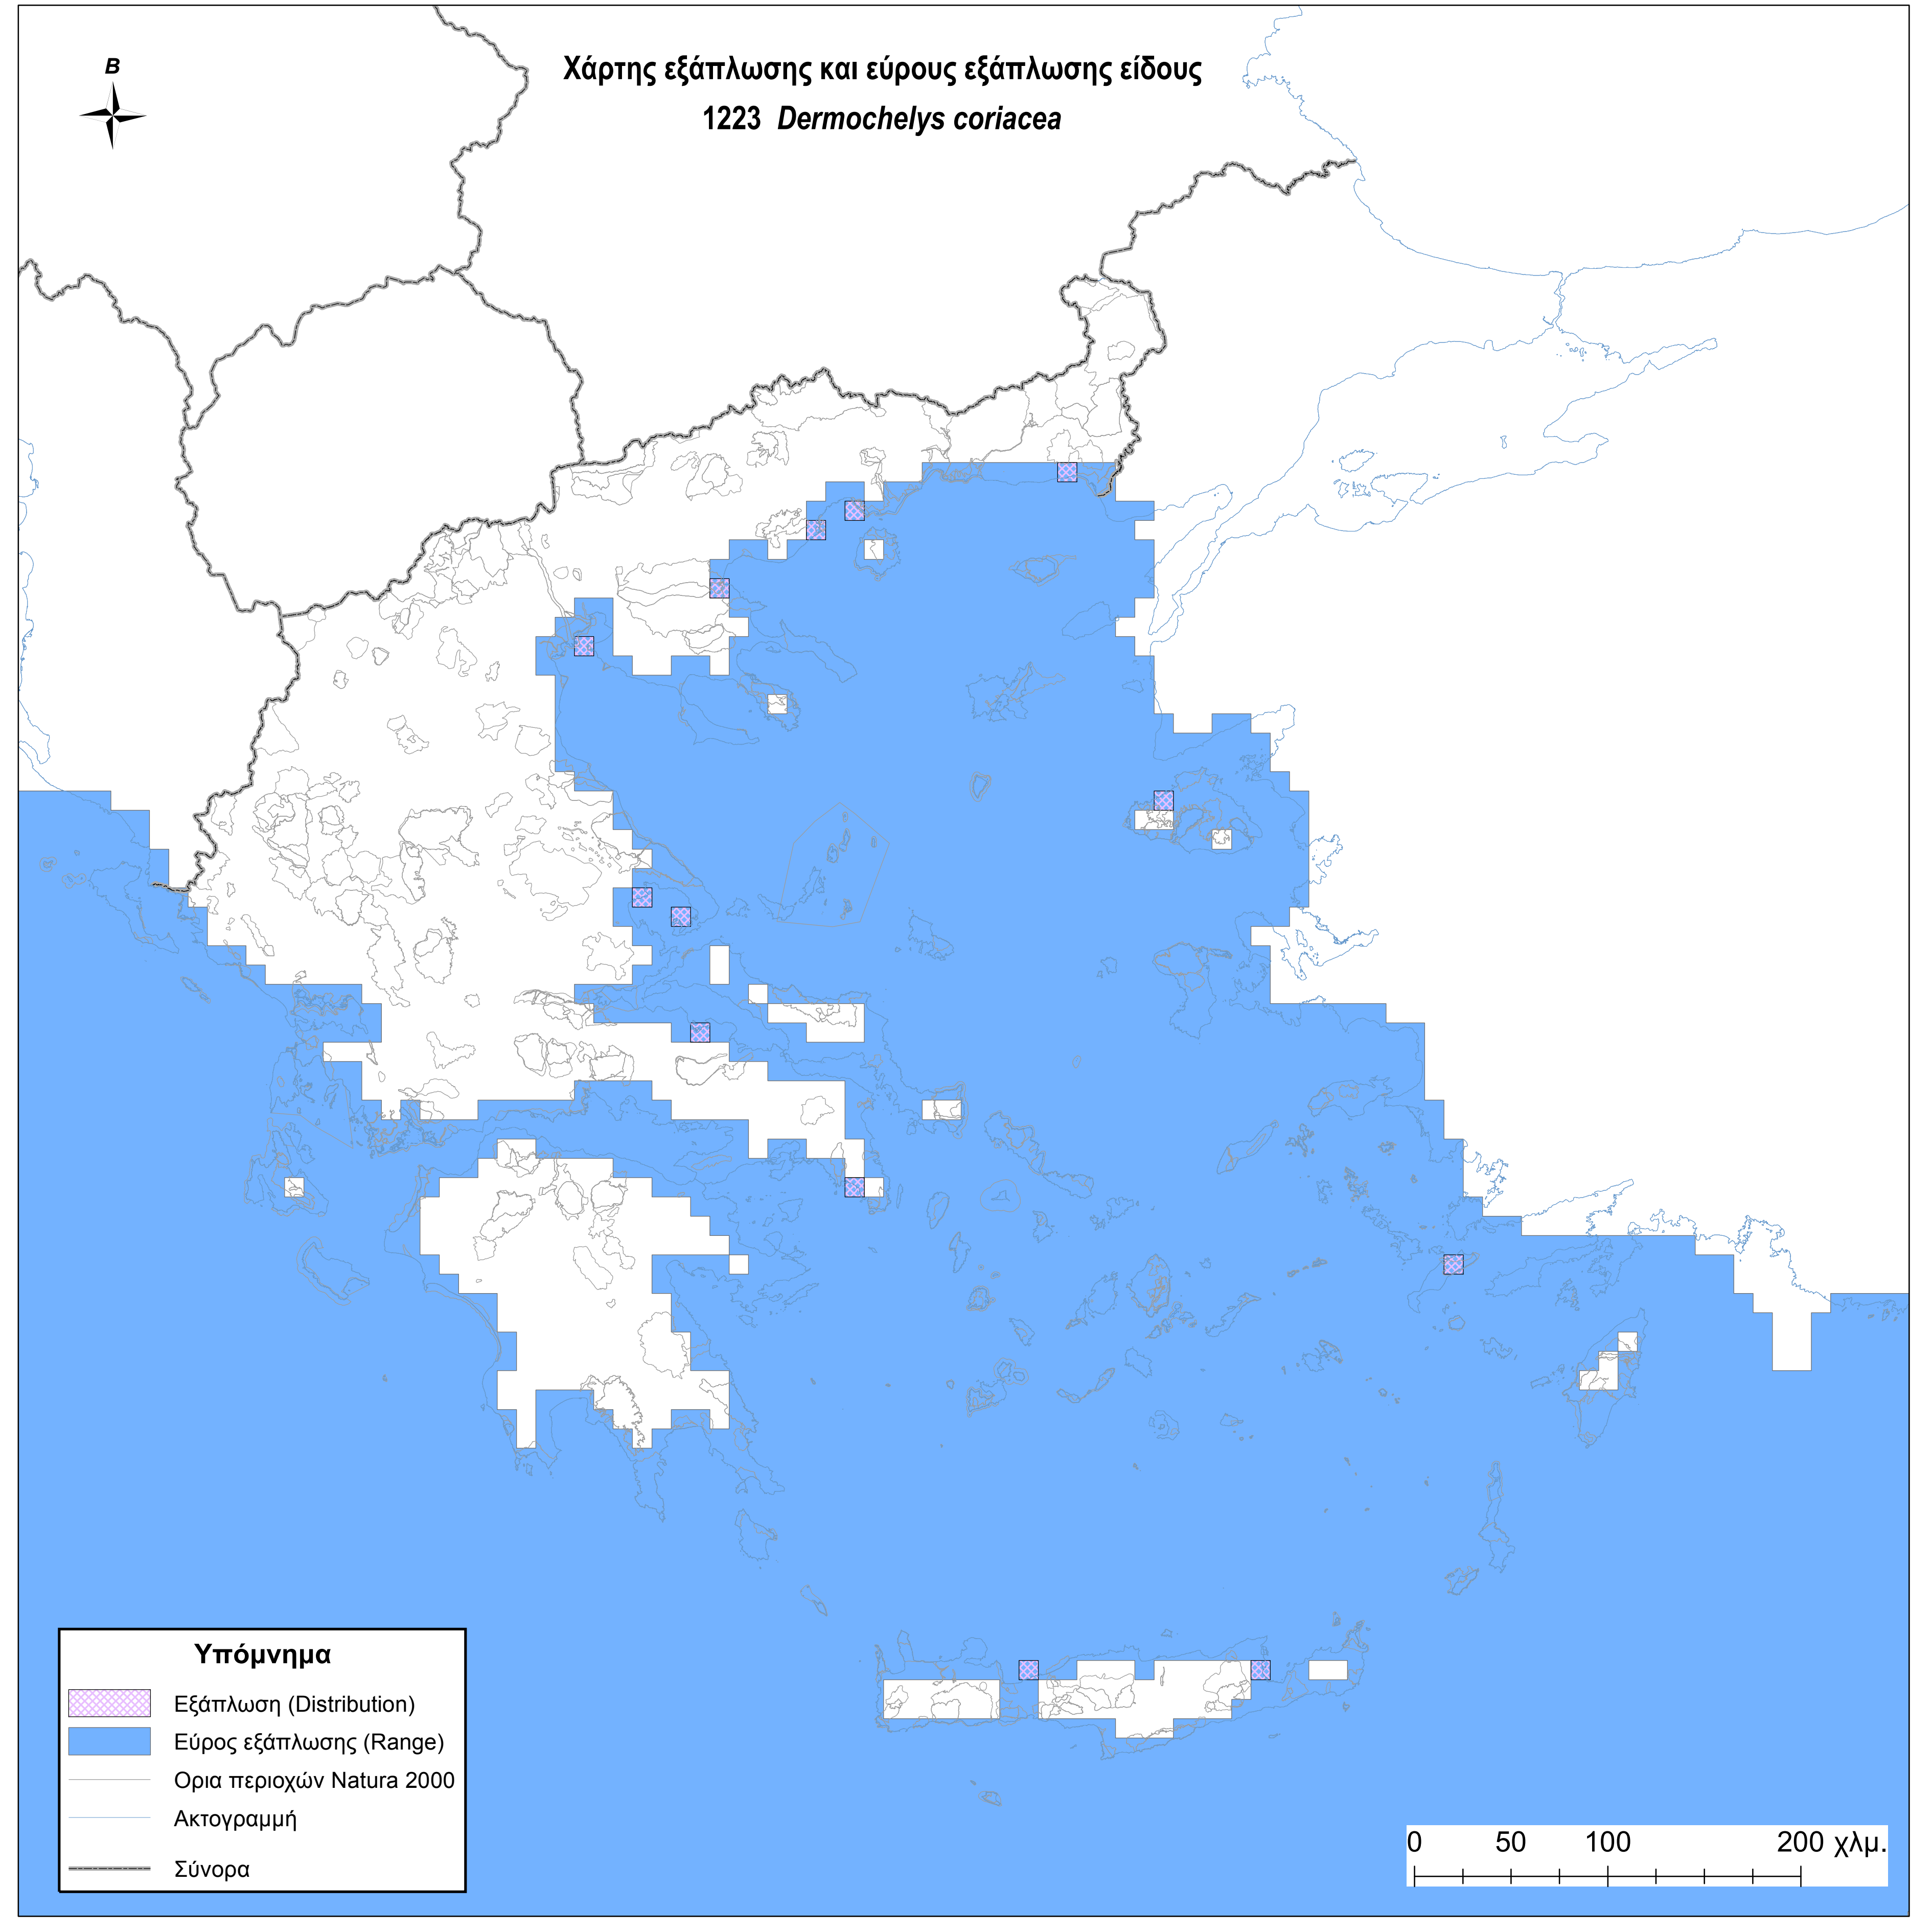 Χάρτης εξάπλωσης και εύρους εξάπλωσης είδους
1223 Dermochelys coriacea
Β
Υπόμνημα
Εξάπλωση (Distribution)
Εύρος εξάπλωσης (Range)
Ορια περιοχών Natura 2000
Ακτογραμμή
Σύνορα
0 50 100 200 χλμ.